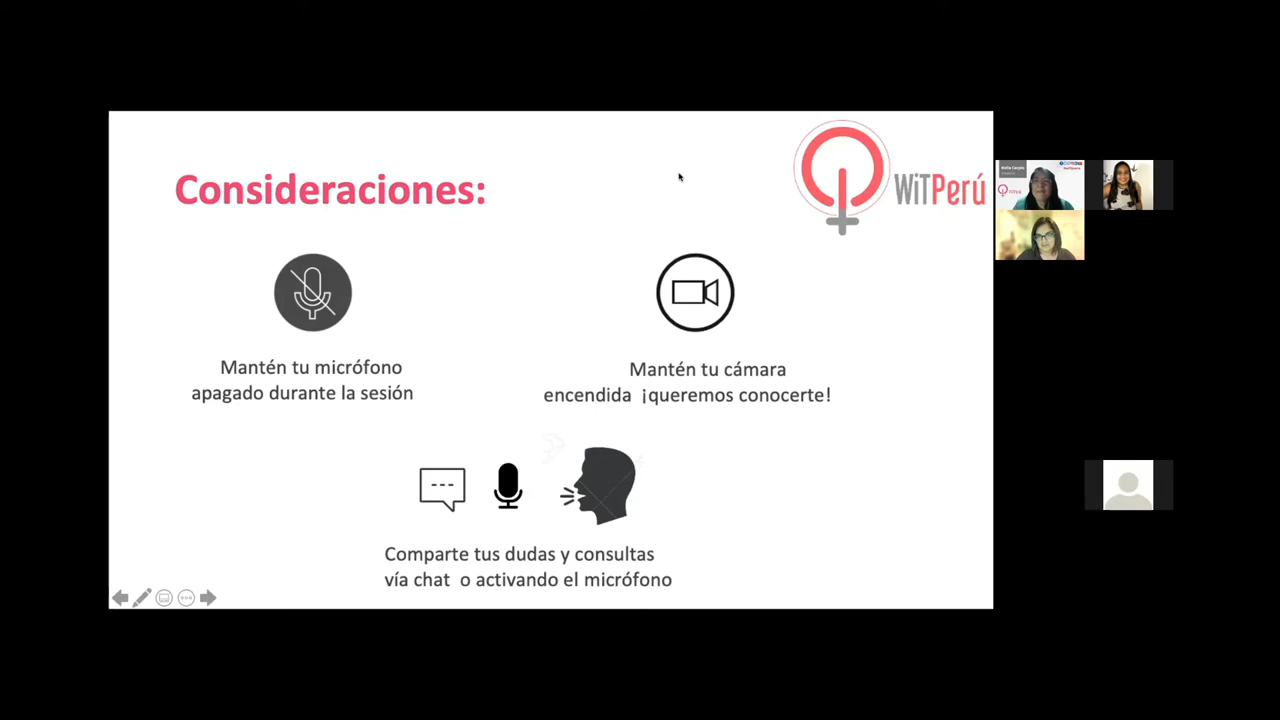 Consideraciones:
WiTPerú
Mantén tu micrófono
apagado durante la sesión
Mantén tu cámara
encendida ¡queremos conocerte!
Comparte tus dudas y consultas
vía chat o activando el micrófono